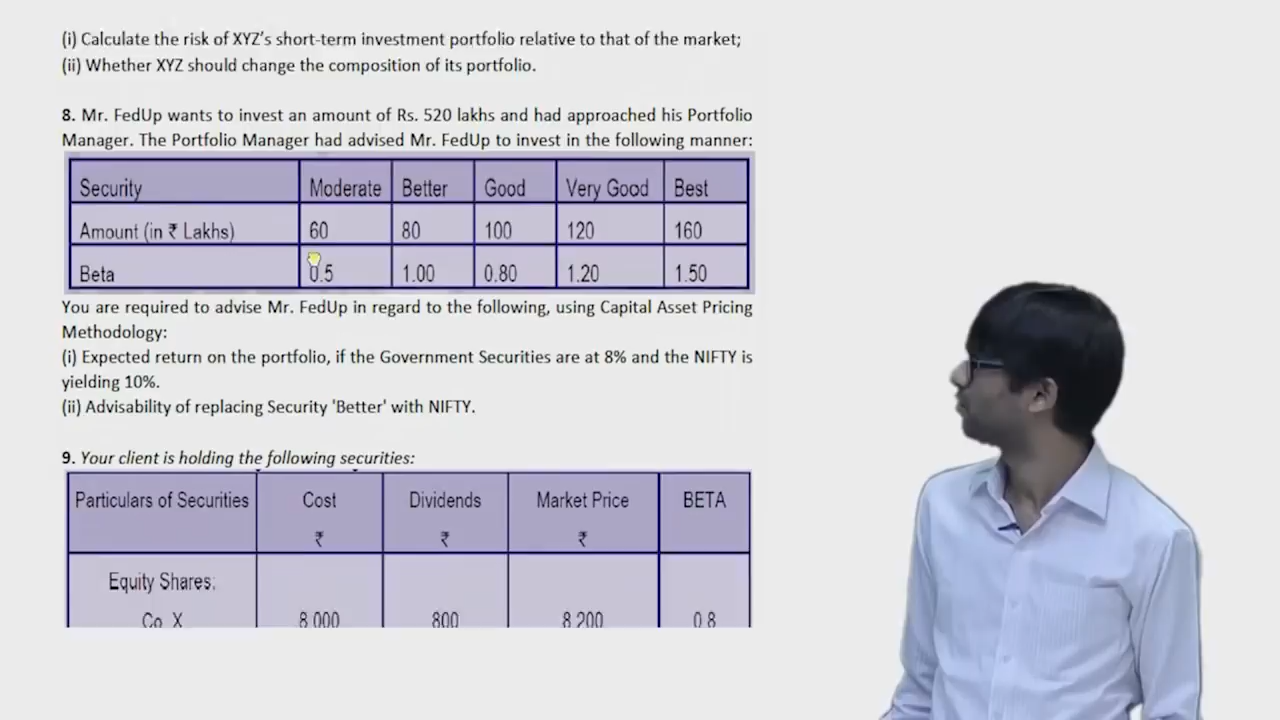 (i) Calculate the risk of XYZ's short-term investment portfolio relative to that of the market;
(ii) Whether XYZ should change the composition of its portfolio.
8. Mr. FedUp wants to invest an amount of Rs. 520 lakhs and had approached his Portfolio
Manager. The Portfolio Manager had advised Mr. FedUp to invest in the following manner:
Security Moderate Better Good Very Good Best
Amount (in ₹ Lakhs) 60 80 100 120 160
Beta 0.5 1.00 0.80 1.20 1.50
You are required to advise Mr. FedUp in regard to the following, using Capital Asset Pricing
Methodology:
(i) Expected return on the portfolio, if the Government Securities are at 8% and the NIFTY is
yielding 10%.
(ii) Advisability of replacing Security 'Better' with NIFTY.
9. Your client is holding the following securities:
Particulars of Securities Cost Dividends Market Price BETA
₹ ₹ ₹
Equity Shares:
Co. X 8,000 800 8,200 0.8